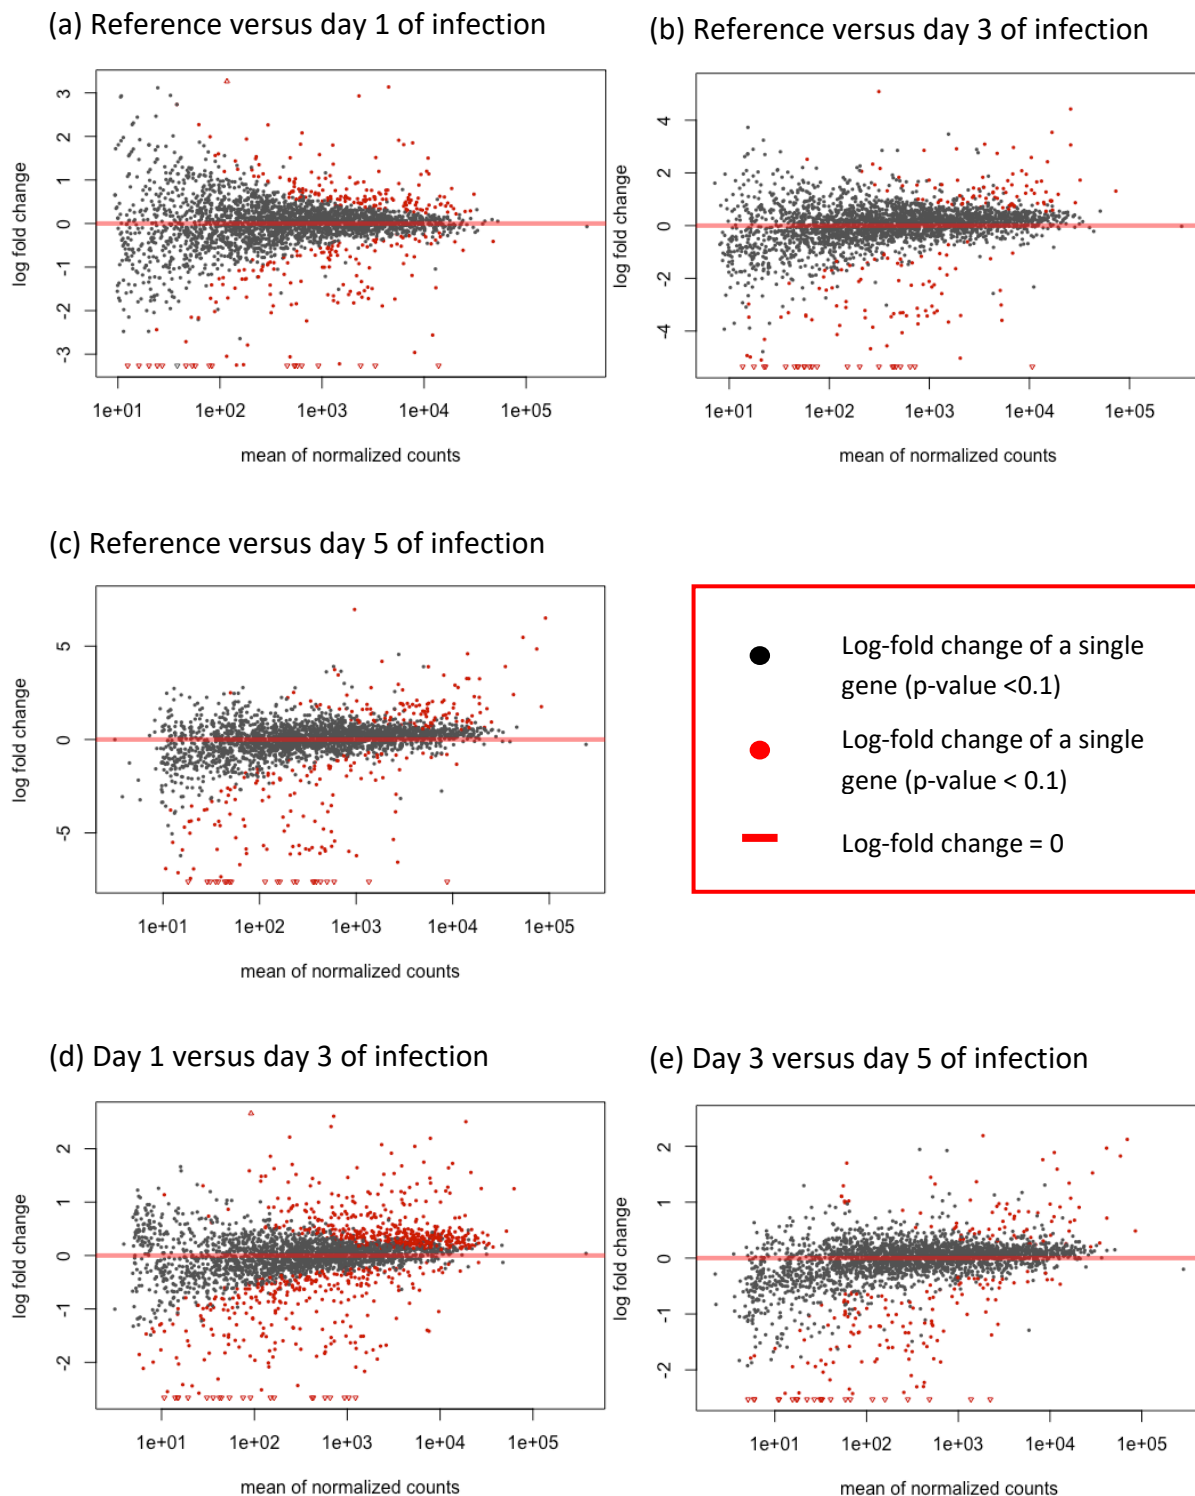 (a) Reference versus day 1 of infection
(b) Reference versus day 3 of infection
log fold change
3
2
1
0
-1
-2
-3
1e+01 1e+02 1e+03 1e+04 1e+05
mean of normalized counts
log fold change
4
2
0
-2
-4
1e+01 1e+02 1e+03 1e+04 1e+05
mean of normalized counts
(c) Reference versus day 5 of infection
log fold change
5
0
-5
1e+01 1e+02 1e+03 1e+04 1e+05
mean of normalized counts
Log-fold change of a single
gene (p-value <0.1)
Log-fold change of a single
gene (p-value < 0.1)
Log-fold change = 0
(d) Day 1 versus day 3 of infection
(e) Day 3 versus day 5 of infection
log fold change
2
1
0
-1
-2
1e+01 1e+02 1e+03 1e+04 1e+05
mean of normalized counts
log fold change
2
1
0
-1
-2
1e+01 1e+02 1e+03 1e+04 1e+05
mean of normalized counts